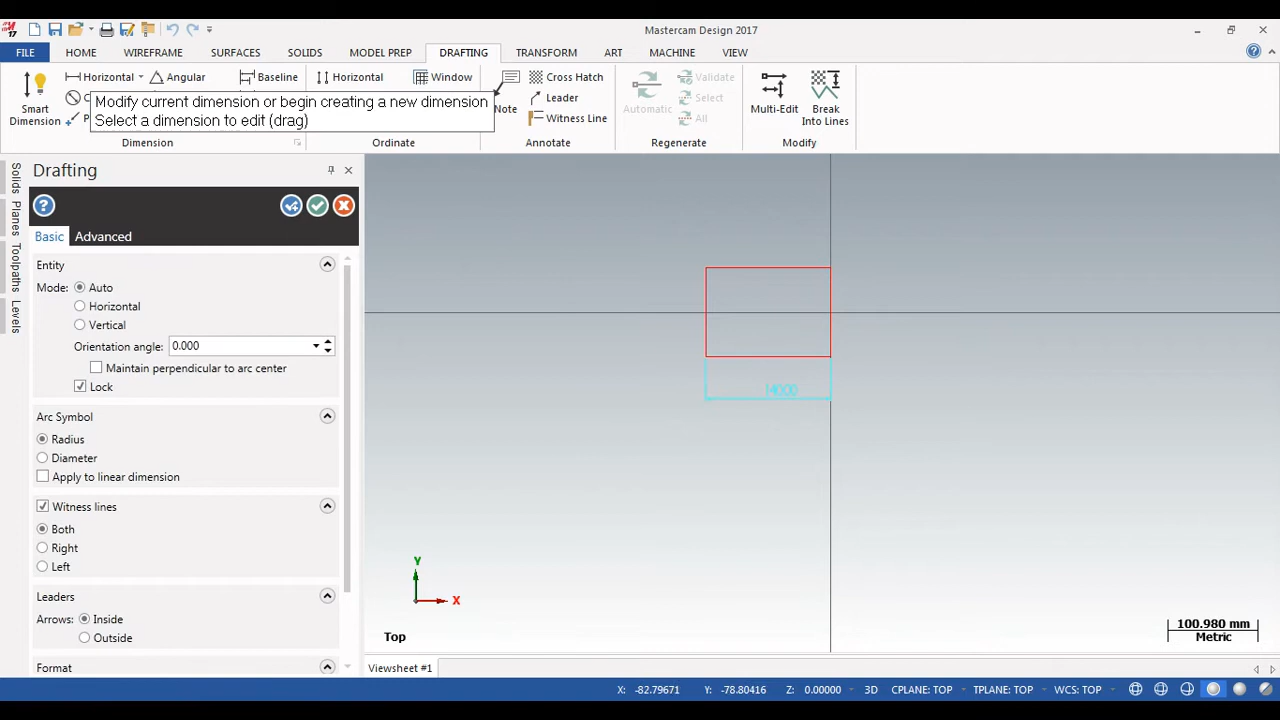 Mastercam Design 2017
FILE HOME WIREFRAME SURFACES SOLIDS MODEL PREP DRAFTING TRANSFORM ART MACHINE VIEW
Horizontal Angular Baseline Horizontal Window Cross Hatch Validate
Smart Dimension
Modify current dimension or begin creating a new dimension
Select a dimension to edit (drag)
Note
Leader
Witness Line
Automatic
Select
All
Multi-Edit
Break Into Lines
Dimension Ordinate Annotate Regenerate Modify
Solids
Planes
Toolpaths
Levels
Drafting
Basic Advanced
Entity
Mode: Auto
Horizontal
Vertical
Orientation angle: 0.000
Maintain perpendicular to arc center
Lock
Arc Symbol
Radius
Diameter
Apply to linear dimension
Witness lines
Both
Right
Left
Leaders
Arrows: Inside
Outside
Format
Y
X
Top
100.980 mm
Metric
Viewsheet #1
X: -82.79671 Y: -78.80416 Z: 0.00000 3D CPLANE: TOP TPLANE: TOP WCS: TOP